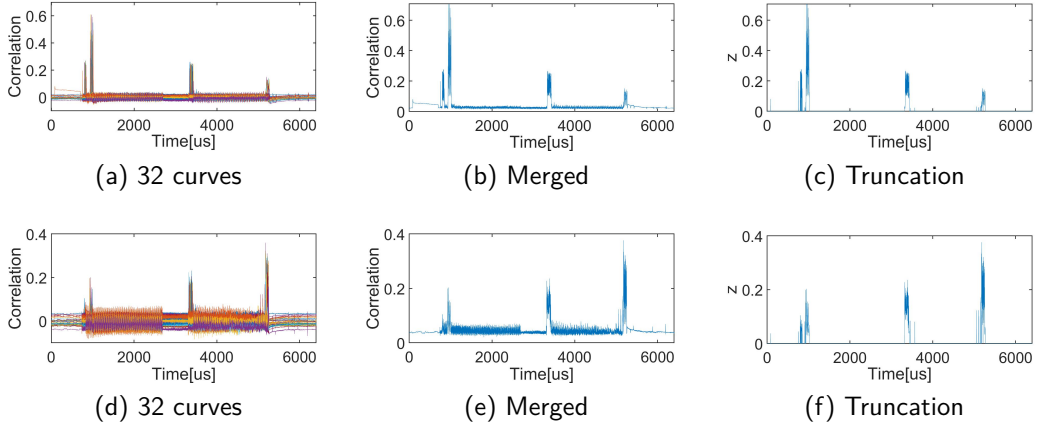 Correlation
0.6
0.4
0.2
0
0 2000 4000 6000
Time[us]
(a) 32 curves
Correlation
0.6
0.4
0.2
0
0 2000 4000 6000
Time[us]
(b) Merged
z
0.6
0.4
0.2
0
0 2000 4000 6000
Time[us]
(c) Truncation
Correlation
0.4
0.2
0
0 2000 4000 6000
Time[us]
(d) 32 curves
Correlation
0.4
0.2
0
0 2000 4000 6000
Time[us]
(e) Merged
z
0.4
0.2
0
0 2000 4000 6000
Time[us]
(f) Truncation